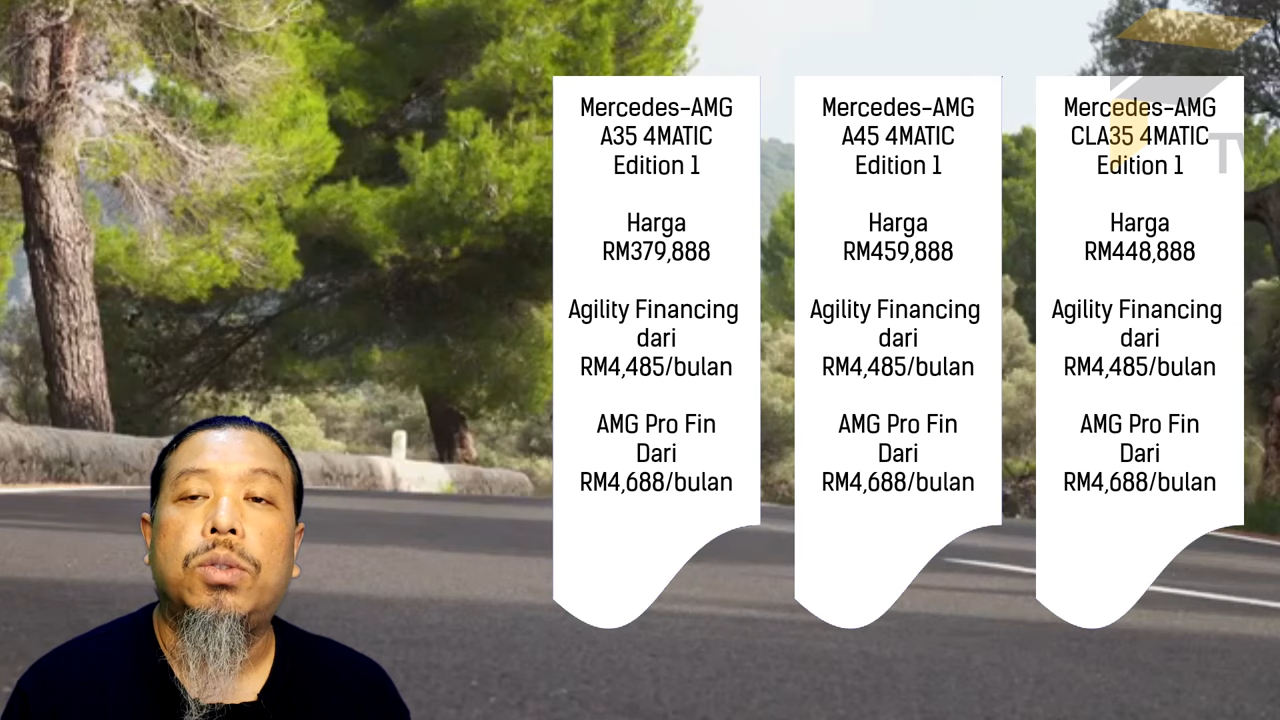 Mercedes-AMG
A35 4MATIC
Edition 1
Harga
RM379,888
Agility Financing
dari
RM4,485/bulan
AMG Pro Fin
Dari
RM4,688/bulan
Mercedes-AMG
A45 4MATIC
Edition 1
Harga
RM459,888
Agility Financing
dari
RM4,485/bulan
AMG Pro Fin
Dari
RM4,688/bulan
Mercedes-AMG
CLA35 4MATIC
Edition 1
Harga
RM448,888
Agility Financing
dari
RM4,485/bulan
AMG Pro Fin
Dari
RM4,688/bulan
TV